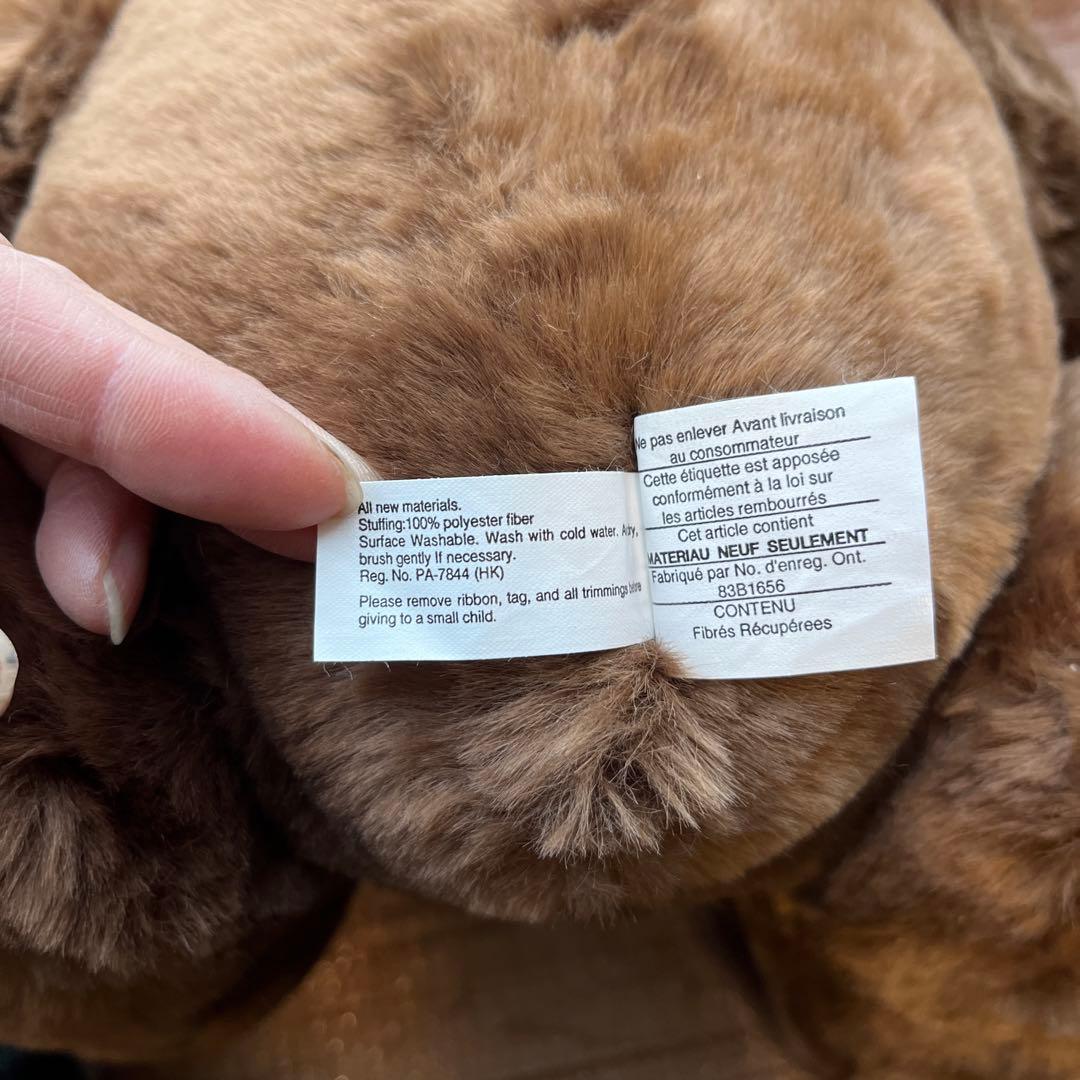 All new materials.
Stuffing:100% polyester fiber
Surface Washable. Wash with cold water.
brush gently If necessary.
Reg. No. PA-7844 (HK)
Please remove ribbon, tag, and all trimmings before
giving to a small child.
Ne pas enlever Avant livraison
au consommateur
Cette étiquette est apposée
conformément à la loi sur
les articles rembourrés
Cet article contient
MATERIAU NEUF SEULEMENT
Fabriqué par No. d'enreg. Ont.
83B1656
CONTENU
Fibrés Récupérees